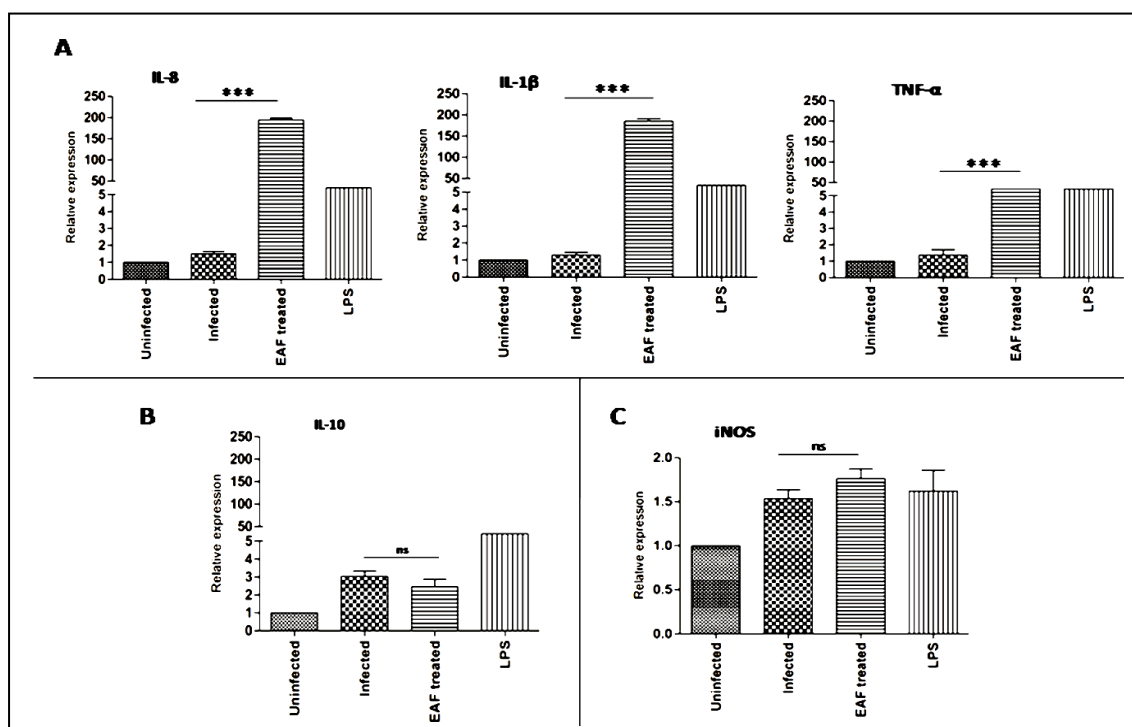 A
IL-8
***
Relative expression
250
200
150
100
50
5
4
3
2
1
0
Uninfected
Infected
EAF treated
LPS
IL-1β
***
Relative expression
250
200
150
100
50
5
4
3
2
1
0
Uninfected
Infected
EAF treated
LPS
TNF-α
***
Relative expression
250
200
150
100
50
5
4
3
2
1
0
Uninfected
Infected
EAF treated
LPS
B
IL-10
ns
Relative expression
250
200
150
100
50
5
4
3
2
1
0
Uninfected
Infected
EAF treated
LPS
C
iNOS
ns
Relative expression
2.0
1.5
1.0
0.5
0.0
Uninfected
Infected
EAF treated
LPS